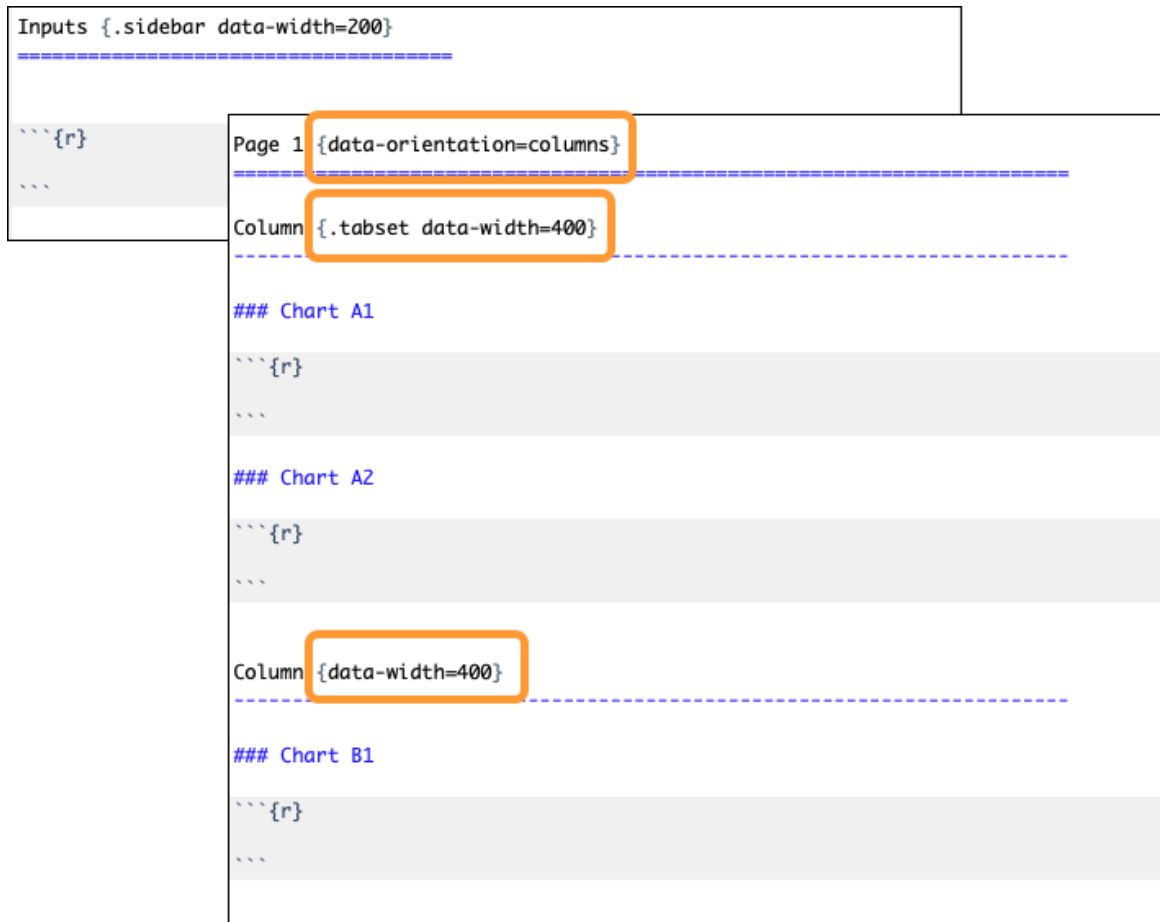 Inputs {.sidebar data-width=200}
=====================================
```{r}
```
Page 1 {data-orientation=columns}
=======================================================================
Column {.tabset data-width=400}
-----------------------------------------------------------------------
### Chart A1
```{r}
```
### Chart A2
```{r}
```
Column {data-width=400}
-----------------------------------------------------------------------
### Chart B1
```{r}
```